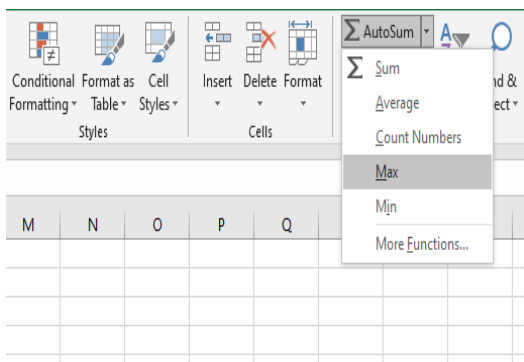 Conditional Formatting
Format as Table
Cell Styles
Insert
Delete
Format
∑ AutoSum
Styles
Cells
∑ Sum
Average
Count Numbers
Max
Min
More Functions...
M N O P Q